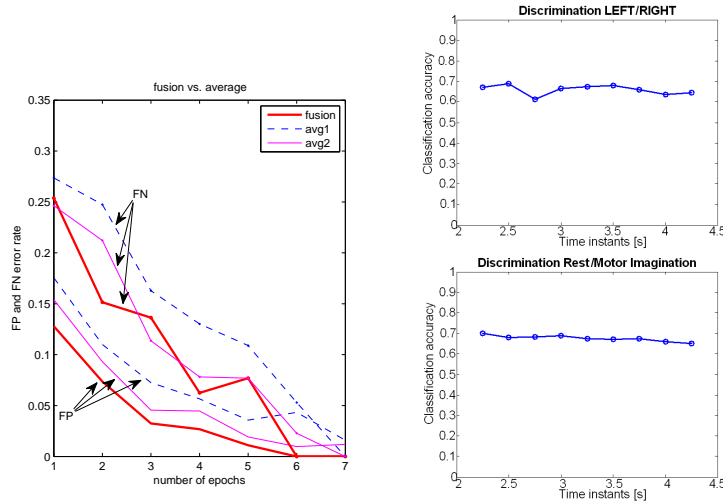 fusion vs. average
0.35
0.3
0.25
0.2
0.15
0.1
0.05
0
FP and FN error rate
fusion
avg1
avg2
FN
FP
1 2 3 4 5 6 7
number of epochs
Discrimination LEFT/RIGHT
1
0.9
0.8
0.7
0.6
0.5
0.4
0.3
0.2
0.1
0
Classification accuracy
2 2.5 3 3.5 4 4.5
Time instants [s]
Discrimination Rest/Motor Imagination
1
0.9
0.8
0.7
0.6
0.5
0.4
0.3
0.2
0.1
0
Classification accuracy
2 2.5 3 3.5 4 4.5
Time instants [s]